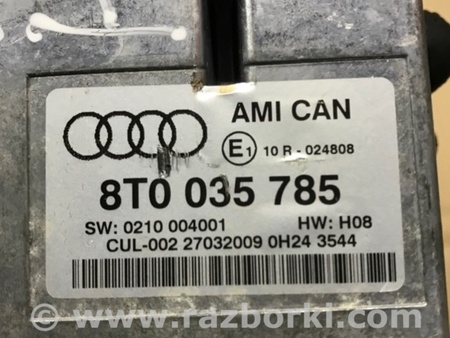 AMI CAN
E1 10 R - 024808
8T0 035 785
SW: 0210 004001 HW: H08
CUL-002 27032009 0H24 3544
© www.razborki.com